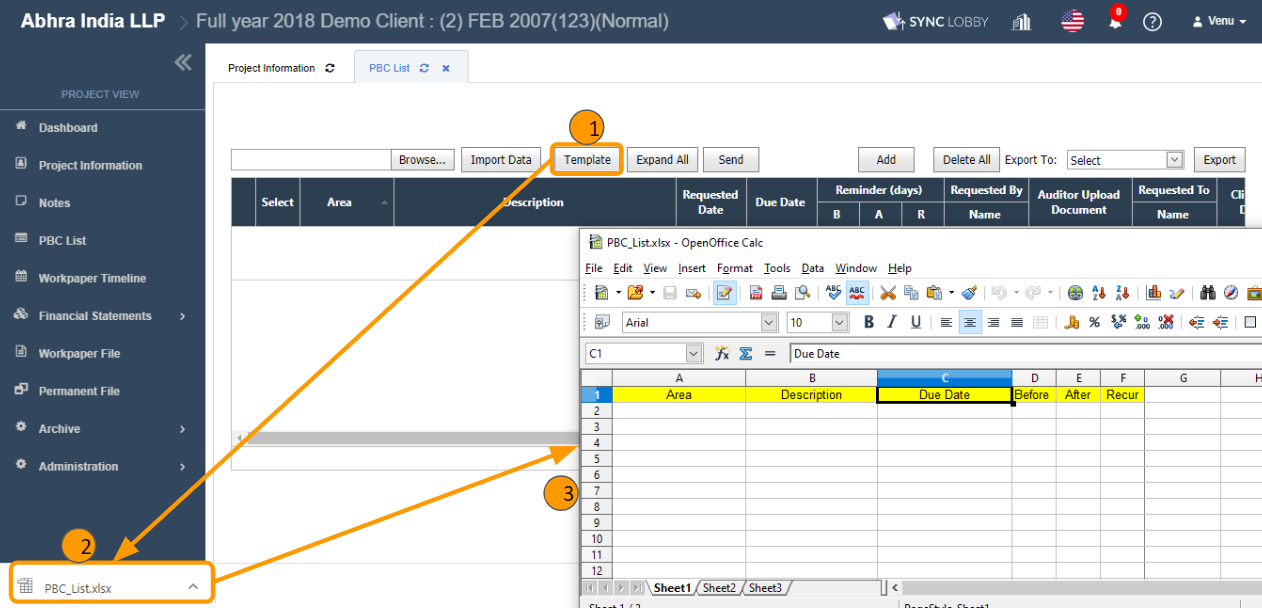 Abhra India LLP > Full year 2018 Demo Client : (2) FEB 2007(123)(Normal) SYNC LOBBY 0 ? Venu
Project Information PBC List x
PROJECT VIEW
Dashboard
Project Information
Notes
PBC List
Workpaper Timeline
Financial Statements >
Workpaper File
Permanent File
Archive >
Administration >
1
Browse... Import Data Template Expand All Send Add Delete All Export To: Select Export
Select Area Description Requested Date Due Date Reminder (days) Requested By Auditor Upload Document Requested To Cli
B A R Name Name
PBC_List.xlsx - OpenOffice Calc
File Edit View Insert Format Tools Data Window Help
ABC ABC
Arial 10 B I U
C1 = Due Date
A B C D E F G H
1 Area Description Due Date Before After Recur
2
3
4
5
6
7
8
9
10
11
12
Sheet1 Sheet2 Sheet3
Sheet 1 / 3 PageStyle_Sheet1
3
2
PBC_List.xlsx